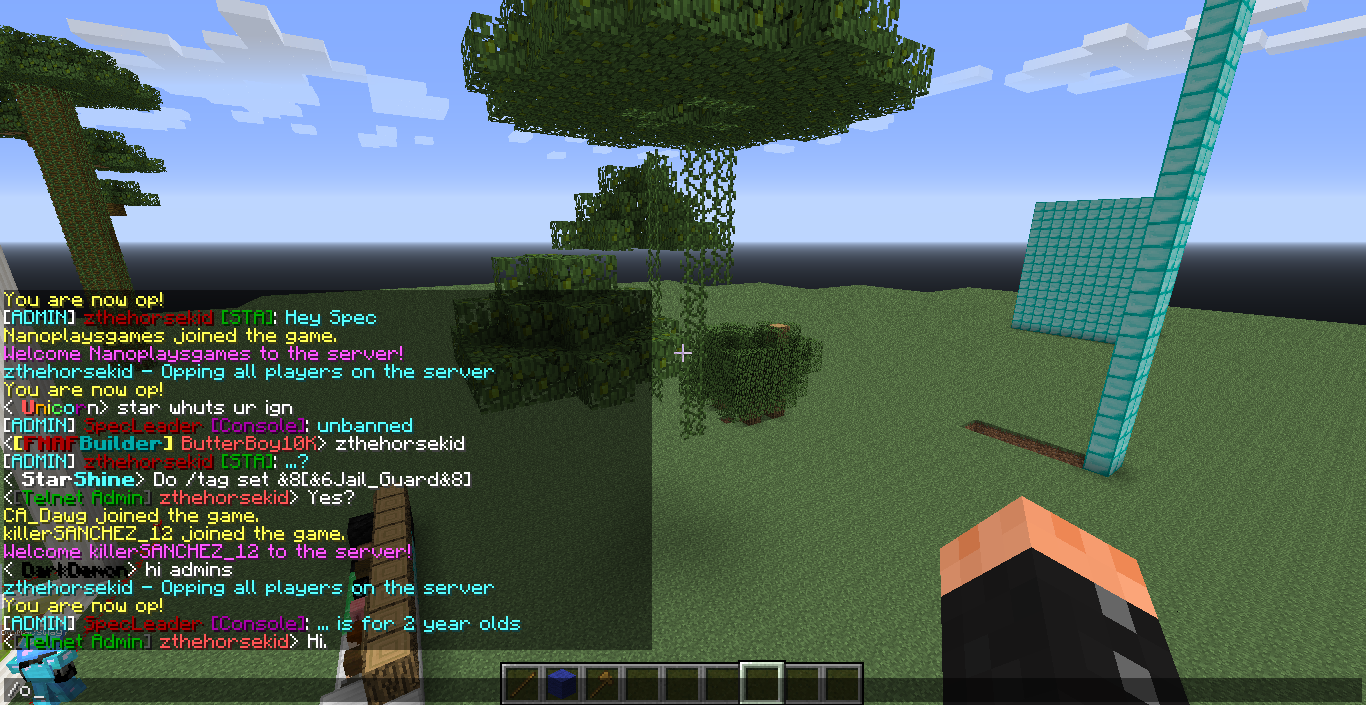 You are now op!
[ADMIN] zthehorsekid [STA]: Hey Spec
Nanoplaysgames joined the game.
Welcome Nanoplaysgames to the server!
zthehorsekid - Opping all players on the server
You are now op!
< Unicorn> star whuts ur ign
[ADMIN] SpecLeader [Console]: unbanned
<[FNAFBuilder] ButterBoy10K> zthehorsekid
[ADMIN] zthehorsekid [STA]: ...?
< StarShine> Do /tag set &8[&6Jail_Guard&8]
<[Telnet Admin] zthehorsekid> Yes?
CA_Dawg joined the game.
killerSANCHEZ_12 joined the game.
Welcome killerSANCHEZ_12 to the server!
< DarkDemon> hi admins
zthehorsekid - Opping all players on the server
You are now op!
[ADMIN] SpecLeader [Console]: ... is for 2 year olds
<[Telnet Admin] zthehorsekid> Hi.
/o_